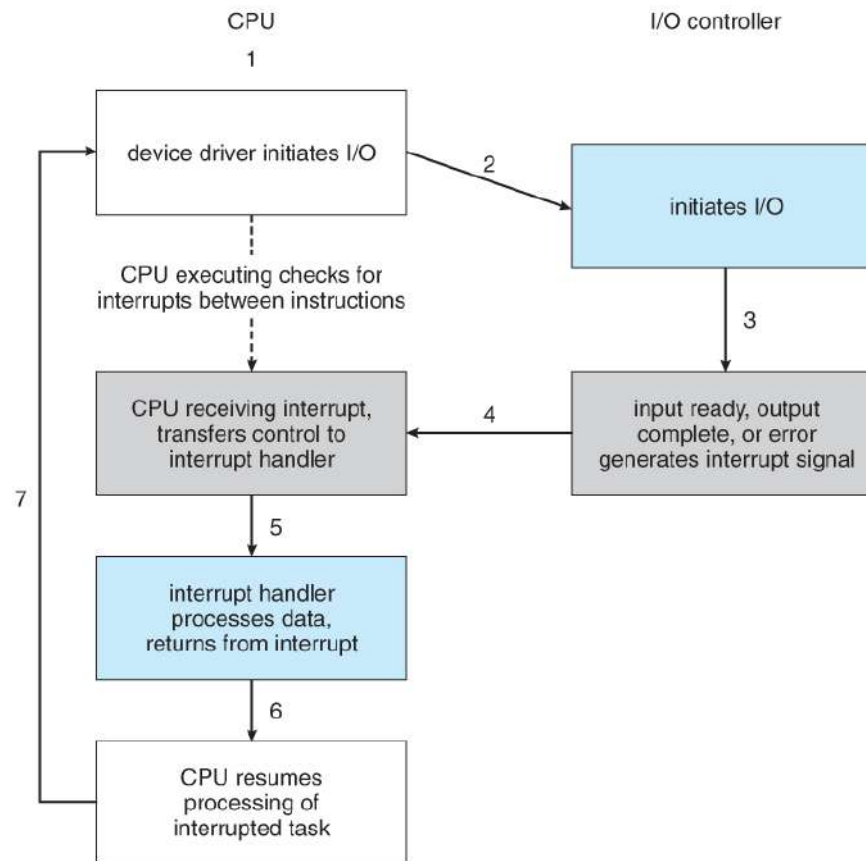 CPU
I/O controller
1
device driver initiates I/O
2
initiates I/O
CPU executing checks for
interrupts between instructions
3
CPU receiving interrupt,
transfers control to
interrupt handler
4
input ready, output
complete, or error
generates interrupt signal
7
5
interrupt handler
processes data,
returns from interrupt
6
CPU resumes
processing of
interrupted task